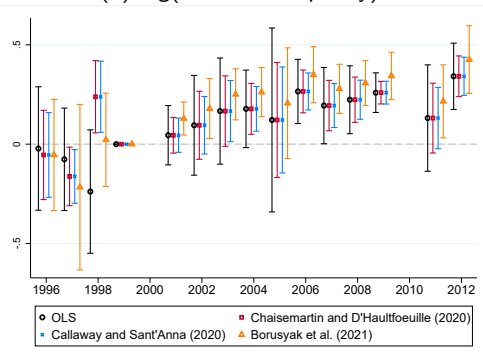 .5
0
-.5
1996 1998 2000 2002 2004 2006 2008 2010 2012
OLS Chaisemartin and D'Haultfoeuille (2020)
Callaway and Sant'Anna (2020) Borusyak et al. (2021)